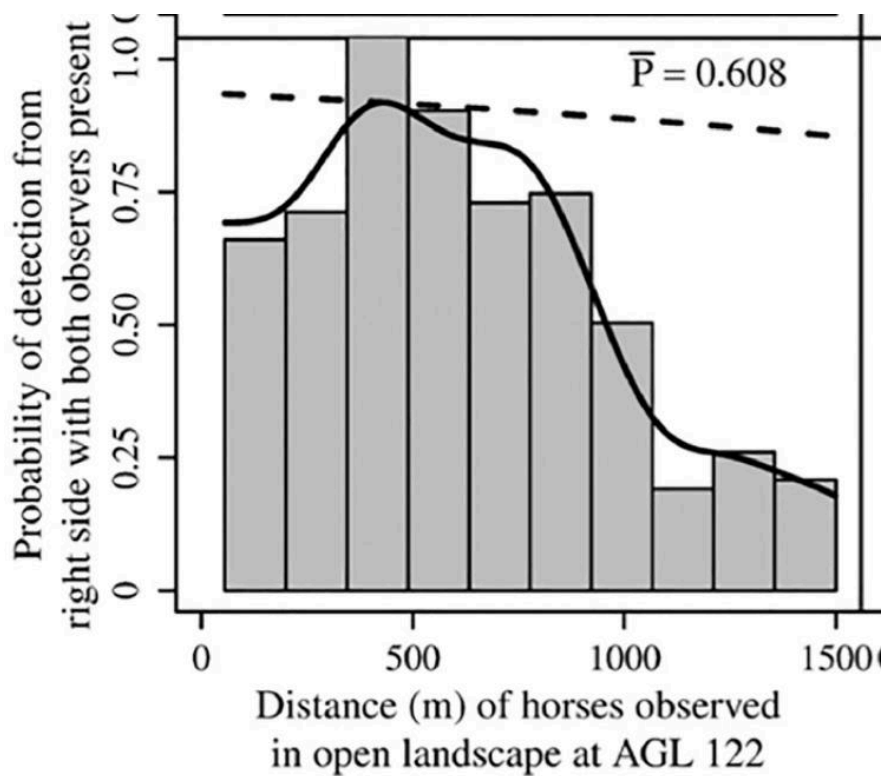 P̅ = 0.608
Probability of detection from
right side with both observers present
1.0
0.75
0.50
0.25
0
0
500
1000
1500
Distance (m) of horses observed
in open landscape at AGL 122